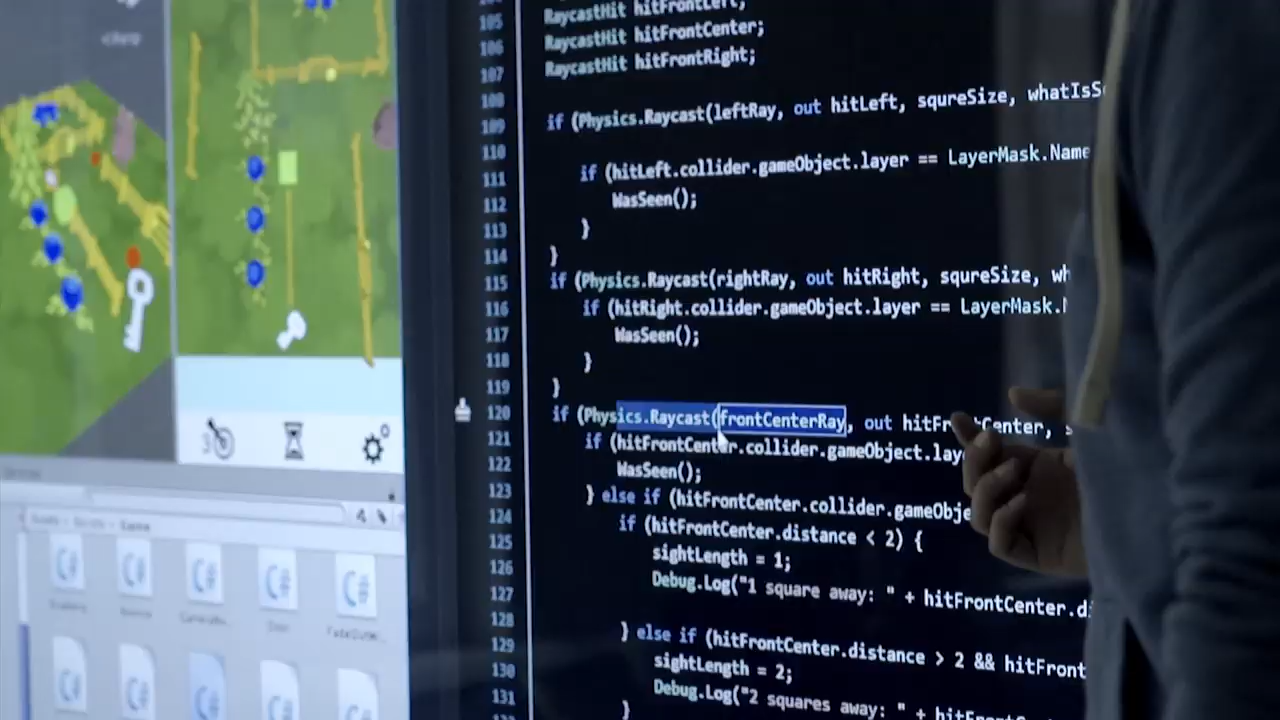 105 RaycastHit hitFrontLeft;
106 RaycastHit hitFrontCenter;
107 RaycastHit hitFrontRight;
108
109 if (Physics.Raycast(leftRay, out hitLeft, squreSize, whatIsS
110
111 if (hitLeft.collider.gameObject.layer == LayerMask.Name
112 WasSeen();
113 }
114 }
115 if (Physics.Raycast(rightRay, out hitRight, squreSize, wh
116 if (hitRight.collider.gameObject.layer == LayerMask.
117 WasSeen();
118 }
119 }
120 if (Physics.Raycast(frontCenterRay, out hitFr tCenter, s
121 if (hitFrontCenter.collider.gameObject.lay
122 WasSeen();
123 } else if (hitFrontCenter.collider.gameObje
124 if (hitFrontCenter.distance < 2) {
125 sightLength = 1;
126 Debug.Log("1 square away: " + hitFrontCenter.di
127
128 } else if (hitFrontCenter.distance > 2 && hitFront
129 sightLength = 2;
130 Debug.Log("2 squares away: " + hitFrontCenter
131 }
3
C# C# C# C# C#
C# C# C# C# C#